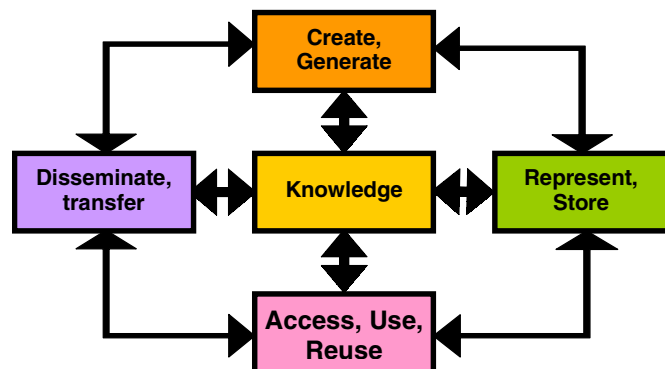 Create,
Generate
Disseminate,
transfer
Knowledge
Represent,
Store
Access, Use,
Reuse